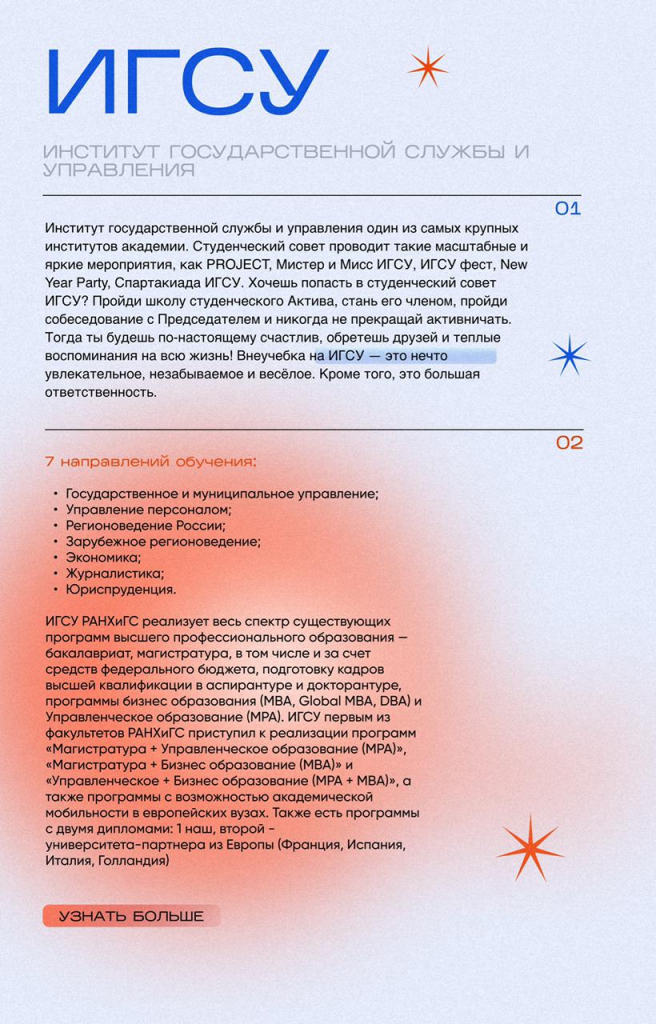 ИГСУ
ИНСТИТУТ ГОСУДАРСТВЕННОЙ СЛУЖБЫ И
УПРАВЛЕНИЯ
01
Институт государственной службы и управления один из самых крупных
институтов академии. Студенческий совет проводит такие масштабные и
яркие мероприятия, как PROJECT, Мистер и Мисс ИГСУ, ИГСУ фест, New
Year Party, Спартакиада ИГСУ. Хочешь попасть в студенческий совет
ИГСУ? Пройди школу студенческого Актива, стань его членом, пройди
собеседование с Председателем и никогда не прекращай активничать.
Тогда ты будешь по-настоящему счастлив, обретешь друзей и теплые
воспоминания на всю жизнь! Внеучебка на ИГСУ — это нечто
увлекательное, незабываемое и весёлое. Кроме того, это большая
ответственность.
02
7 направлений обучения:
• Государственное и муниципальное управление;
• Управление персоналом;
• Регионоведение России;
• Зарубежное регионоведение;
• Экономика;
• Журналистика;
• Юриспруденция.
ИГСУ РАНХиГС реализует весь спектр существующих
программ высшего профессионального образования —
бакалавриат, магистратура, в том числе и за счет
средств федерального бюджета, подготовку кадров
высшей квалификации в аспирантуре и докторантуре,
программы бизнес образования (MBA, Global MBA, DBA) и
Управленческое образование (MPA). ИГСУ первым из
факультетов РАНХиГС приступил к реализации программ
«Магистратура + Управленческое образование (MPA)»,
«Магистратура + Бизнес образование (MBA)» и
«Управленческое + Бизнес образование (MPA + MBA)», а
также программы с возможностью академической
мобильности в европейских вузах. Также есть программы
с двумя дипломами: 1 наш, второй -
университета-партнера из Европы (Франция, Испания,
Италия, Голландия)
УЗНАТЬ БОЛЬШЕ